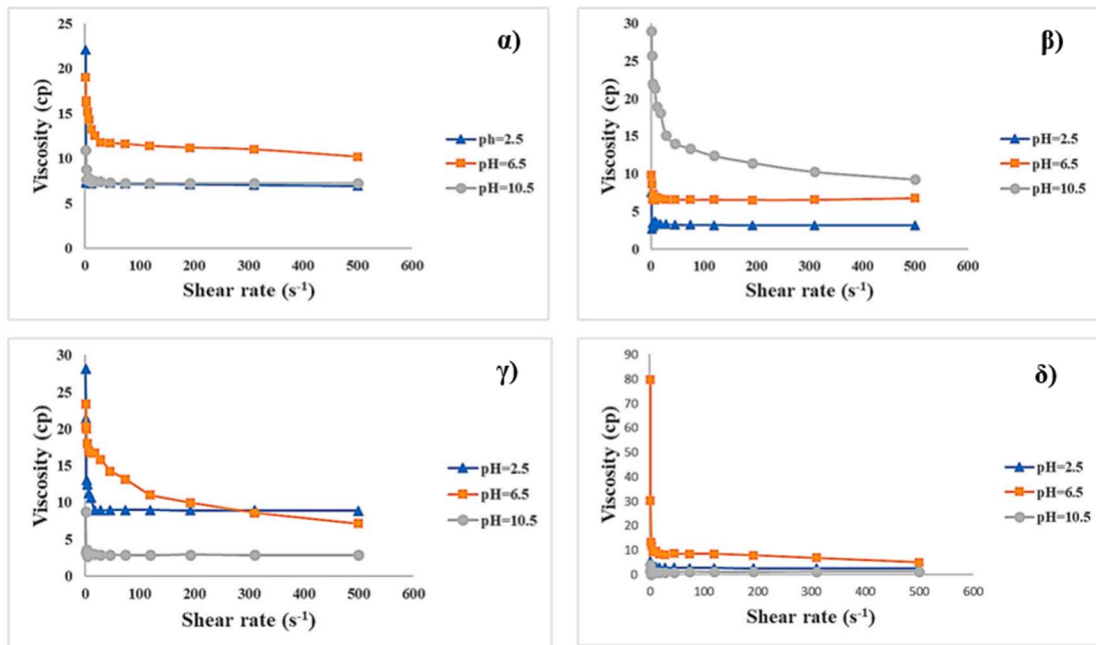 α)
25
20
15
10
5
0
0 100 200 300 400 500 600
Viscosity (cp)
Shear rate (s⁻¹)
ph=2.5
pH=6.5
pH=10.5
β)
30
25
20
15
10
5
0
0 100 200 300 400 500 600
Viscosity (cp)
Shear rate (s⁻¹)
pH=2.5
pH=6.5
pH=10.5
γ)
30
25
20
15
10
5
0
0 100 200 300 400 500 600
Viscosity (cp)
Shear rate (s⁻¹)
pH=2.5
pH=6.5
pH=10.5
δ)
90
80
70
60
50
40
30
20
10
0
0 100 200 300 400 500 600
Viscosity (cp)
Shear rate (s⁻¹)
pH=2.5
pH=6.5
pH=10.5